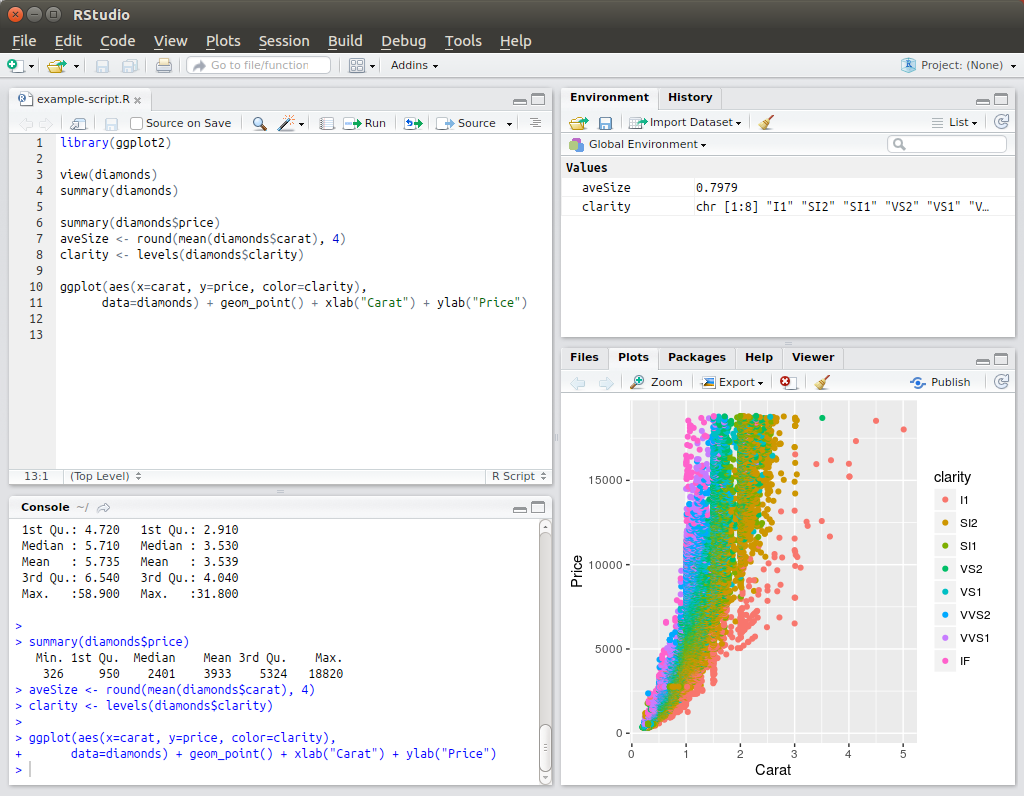 RStudio
File Edit Code View Plots Session Build Debug Tools Help
Go to file/function Addins Project: (None)
example-script.R
Source on Save Run Source
1 library(ggplot2)
2
3 view(diamonds)
4 summary(diamonds)
5
6 summary(diamonds$price)
7 aveSize <- round(mean(diamonds$carat), 4)
8 clarity <- levels(diamonds$clarity)
9
10 ggplot(aes(x=carat, y=price, color=clarity),
11 data=diamonds) + geom_point() + xlab("Carat") + ylab("Price")
12
13
13:1 (Top Level) R Script
Console ~/
1st Qu.: 4.720 1st Qu.: 2.910
Median : 5.710 Median : 3.530
Mean : 5.735 Mean : 3.539
3rd Qu.: 6.540 3rd Qu.: 4.040
Max. :58.900 Max. :31.800
>
> summary(diamonds$price)
Min. 1st Qu. Median Mean 3rd Qu. Max.
326 950 2401 3933 5324 18820
> aveSize <- round(mean(diamonds$carat), 4)
> clarity <- levels(diamonds$clarity)
>
> ggplot(aes(x=carat, y=price, color=clarity),
+ data=diamonds) + geom_point() + xlab("Carat") + ylab("Price")
>
Environment History
Import Dataset List
Global Environment
Values
aveSize 0.7979
clarity chr [1:8] "I1" "SI2" "SI1" "VS2" "VS1" "V…
Files Plots Packages Help Viewer
Zoom Export Publish
15000
10000
5000
0
Price
0 1 2 3 4 5
Carat
clarity
I1
SI2
SI1
VS2
VS1
VVS2
VVS1
IF